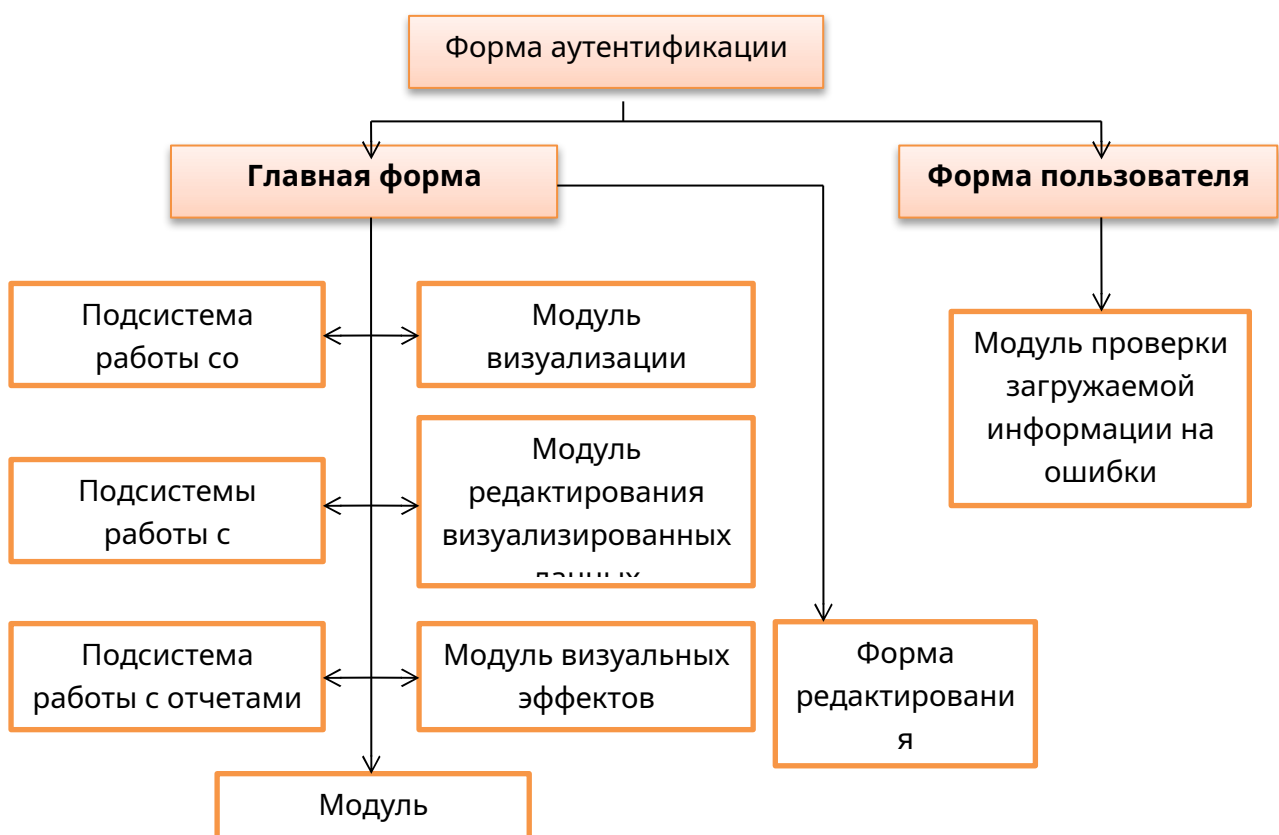 Форма аутентификации
Главная форма
Форма пользователя
Подсистема
работы со
Модуль
визуализации
Модуль проверки
загружаемой
информации на
ошибки
Подсистемы
работы с
Модуль
редактирования
визуализированных
данных
Подсистема
работы с отчетами
Модуль визуальных
эффектов
Форма
редактировани
я
Модуль